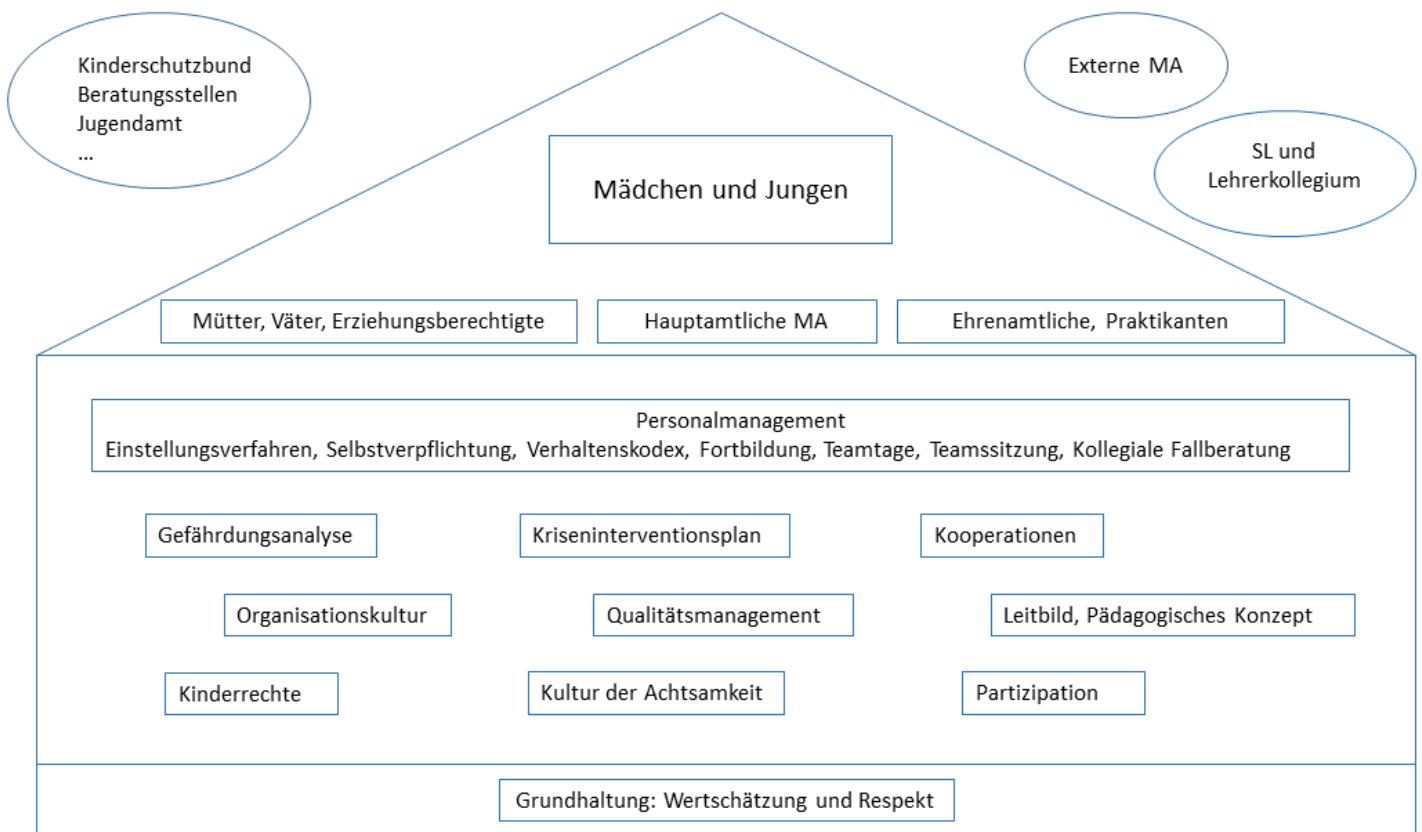 Kinderschutzbund
Beratungsstellen
Jugendamt
...
Externe MA
SL und
Lehrerkollegium
Mädchen und Jungen
Mütter, Väter, Erziehungsberechtigte
Hauptamtliche MA
Ehrenamtliche, Praktikanten
Personalmanagement
Einstellungsverfahren, Selbstverpflichtung, Verhaltenskodex, Fortbildung, Teamtage, Teamssitzung, Kollegiale Fallberatung
Gefährdungsanalyse
Kriseninterventionsplan
Kooperationen
Organisationskultur
Qualitätsmanagement
Leitbild, Pädagogisches Konzept
Kinderrechte
Kultur der Achtsamkeit
Partizipation
Grundhaltung: Wertschätzung und Respekt